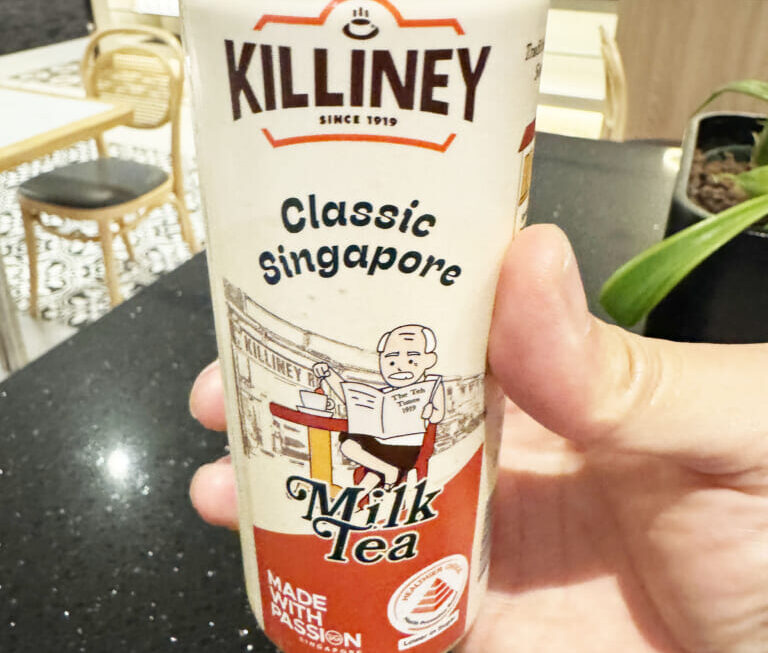 KILLINEY
SINCE 1919
Classic
Singapore
KILLINEY R
The Teh
Times
1919
Milk
Tea
MADE
WITH
PASSION
SINGAPORE
HEALTHIER CHOICE
Lower in Sugar